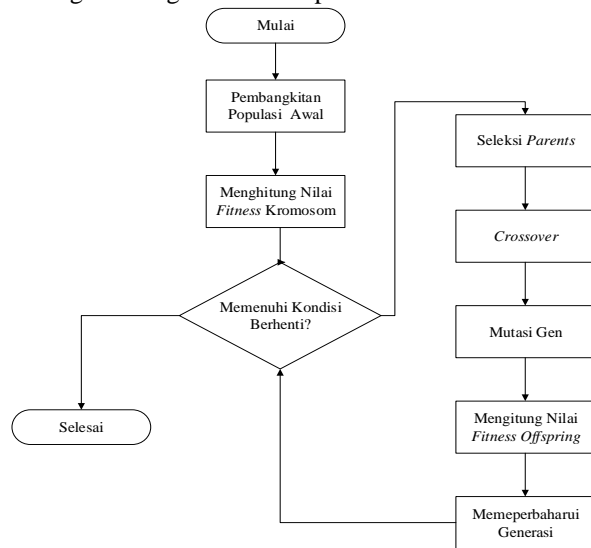 Mulai
Pembangkitan
Populasi Awal
Menghitung Nilai
Fitness Kromosom
Memenuhi Kondisi
Berhenti?
Selesai
Seleksi Parents
Crossover
Mutasi Gen
Mengitung Nilai
Fitness Offspring
Memeperbaharui
Generasi